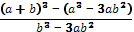 (a + b)³ − (a³ − 3ab²)
b³ − 3ab²